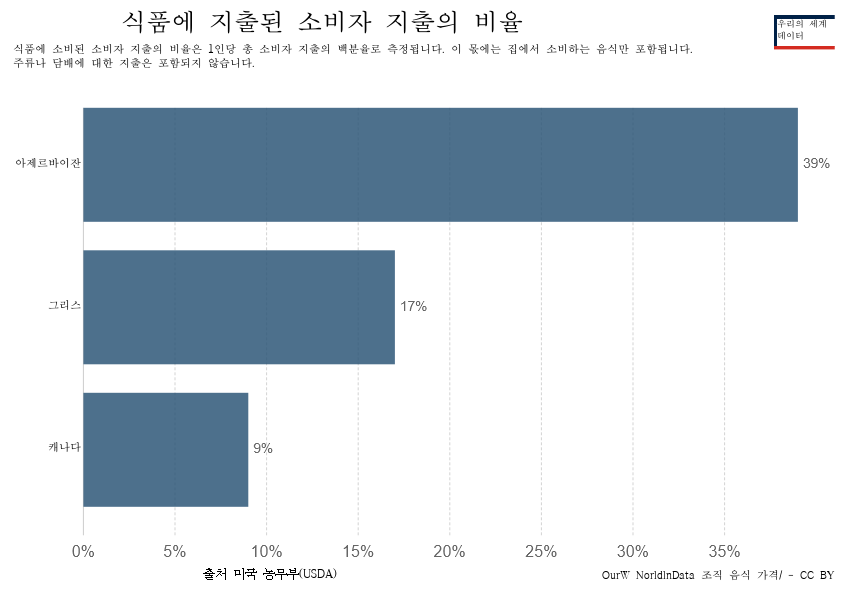 식품에 지출된 소비자 지출의 비율
식품에 소비된 소비자 지출의 비율은 1인당 총 소비자 지출의 백분율로 측정됩니다. 이 몫에는 집에서 소비하는 음식만 포함됩니다.
주류나 담배에 대한 지출은 포함되지 않습니다.
우리의 세계
데이터
아제르바이잔
39%
그리스
17%
캐나다
9%
0% 5% 10% 15% 20% 25% 30% 35%
출처 미국 농무부(USDA)
OurW NorldlnData 조직 음식 가격/ - CC BY